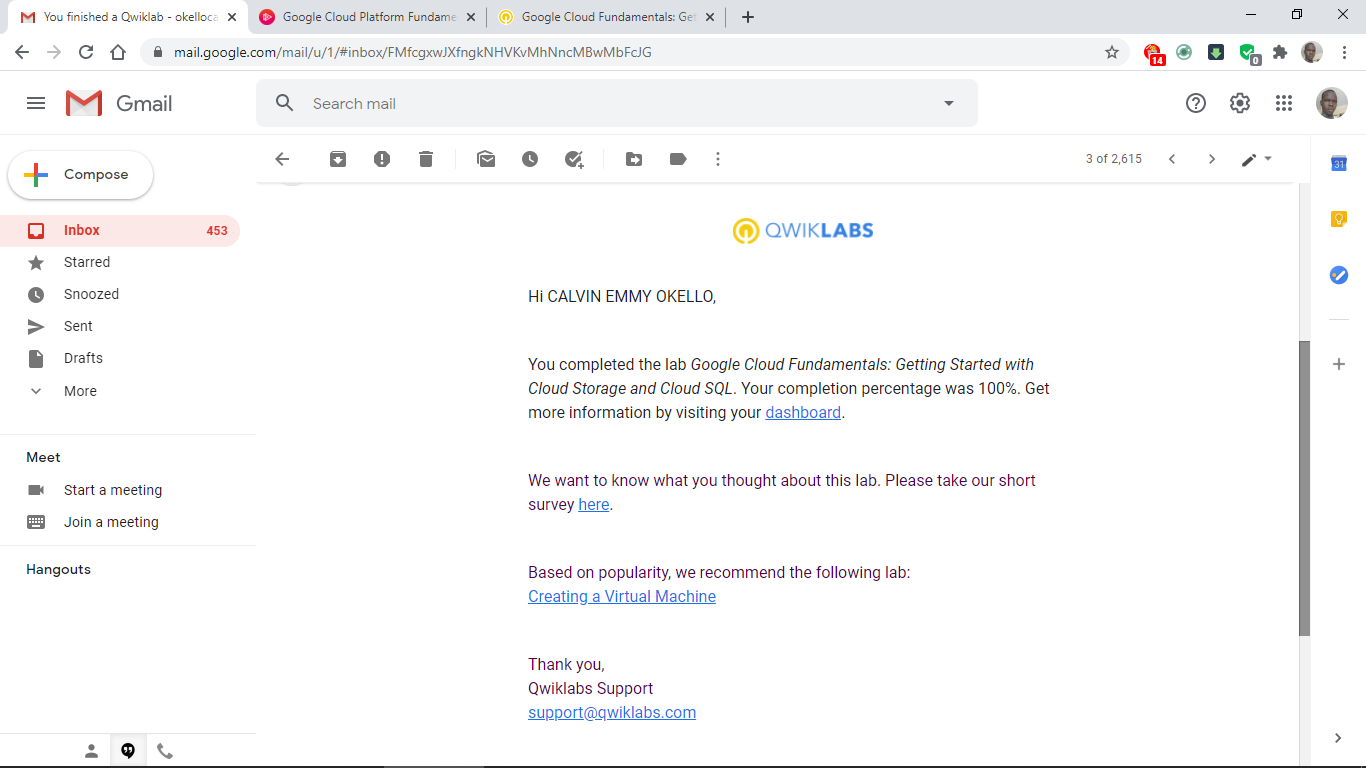 You finished a Qwiklab - okelloca
Google Cloud Platform Fundame
Google Cloud Fundamentals: Get
mail.google.com/mail/u/1/#inbox/FMfcgxwJXfngkNHVKvMhNncMBwMbFcJG
14
0
Gmail
Search mail
Compose
3 of 2,615
31
Inbox 453
Starred
Snoozed
Sent
Drafts
More
Meet
Start a meeting
Join a meeting
Hangouts
QWIKLABS
Hi CALVIN EMMY OKELLO,
You completed the lab Google Cloud Fundamentals: Getting Started with
Cloud Storage and Cloud SQL. Your completion percentage was 100%. Get
more information by visiting your dashboard.
We want to know what you thought about this lab. Please take our short
survey here.
Based on popularity, we recommend the following lab:
Creating a Virtual Machine
Thank you,
Qwiklabs Support
support@qwiklabs.com